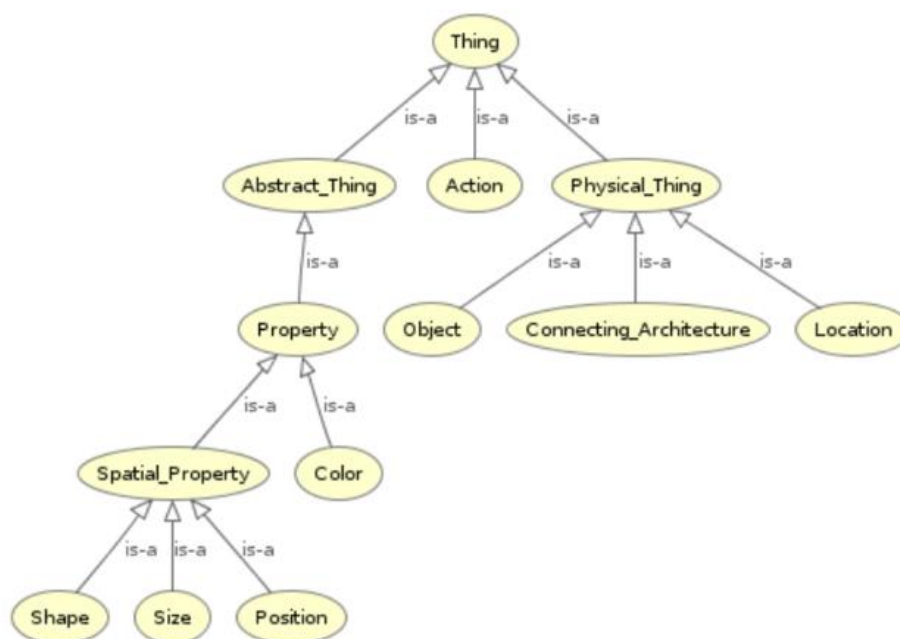 Thing
is-a is-a is-a
Abstract_Thing Action Physical_Thing
is-a is-a is-a is-a
Property Object Connecting_Architecture Location
is-a is-a
Spatial_Property Color
is-a is-a is-a
Shape Size Position